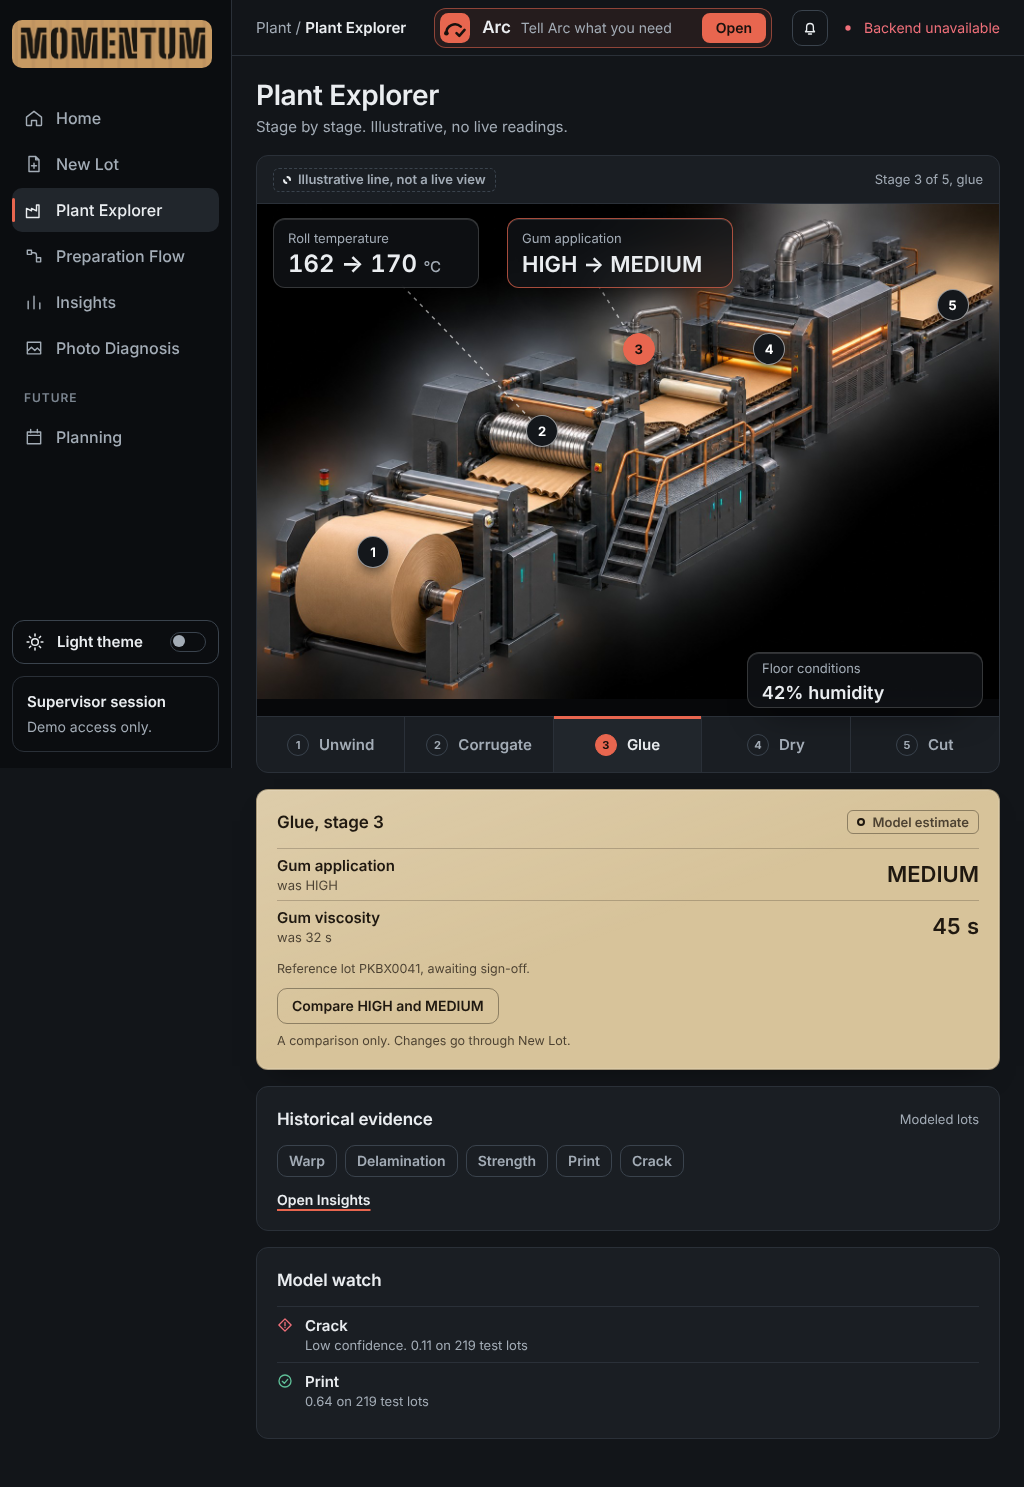 MOMENTUM
Home
New Lot
Plant Explorer
Preparation Flow
Insights
Photo Diagnosis
FUTURE
Planning
Light theme
Supervisor session
Demo access only.
Plant / Plant Explorer
Arc Tell Arc what you need Open
Backend unavailable
Plant Explorer
Stage by stage. Illustrative, no live readings.
Illustrative line, not a live view
Stage 3 of 5, glue
Roll temperature
162 → 170 °C
Gum application
HIGH → MEDIUM
5
3
4
2
1
Floor conditions
42% humidity
1 Unwind
2 Corrugate
3 Glue
4 Dry
5 Cut
Glue, stage 3
Model estimate
Gum application
was HIGH
MEDIUM
Gum viscosity
was 32 s
45 s
Reference lot PKBX0041, awaiting sign-off.
Compare HIGH and MEDIUM
A comparison only. Changes go through New Lot.
Historical evidence
Modeled lots
Warp
Delamination
Strength
Print
Crack
Open Insights
Model watch
Crack
Low confidence. 0.11 on 219 test lots
Print
0.64 on 219 test lots